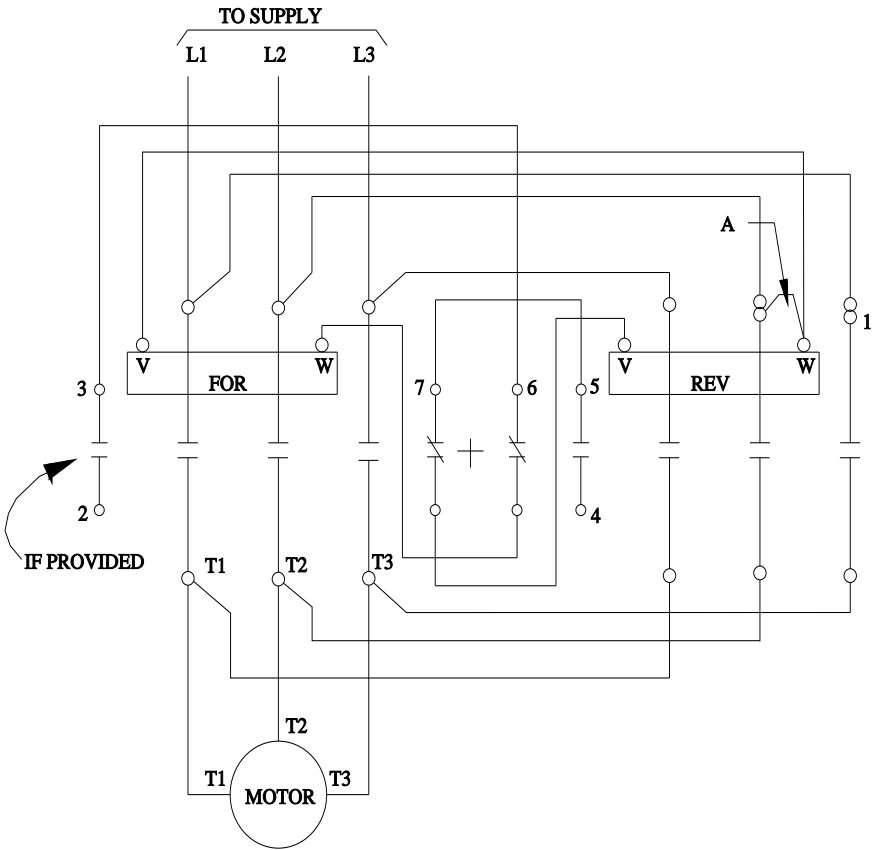 TO SUPPLY
L1 L2 L3
A
1
V W
FOR
V W
REV
3 7 6 5
2 4
IF PROVIDED
T1 T2 T3
T2
T1 T3
MOTOR